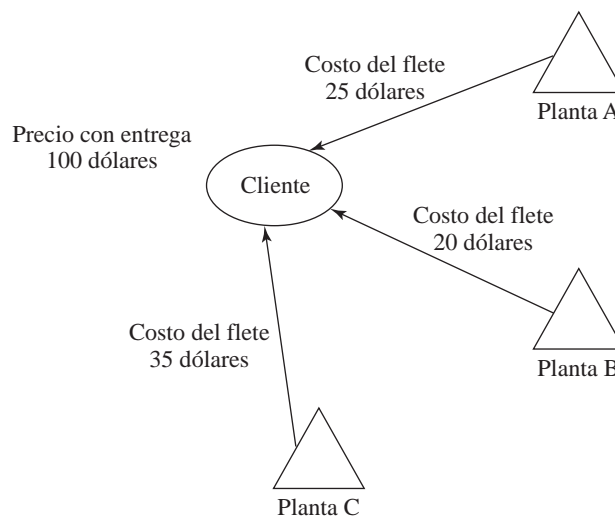 Costo del flete
25 dólares
Planta A
Precio con entrega
100 dólares
Cliente
Costo del flete
20 dólares
Planta B
Costo del flete
35 dólares
Planta C